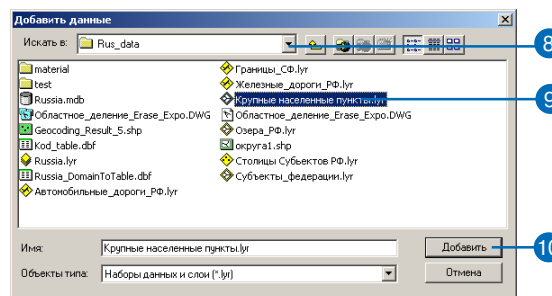 Добавить данные
Искать в: Rus_data
8
material
test
Russia.mdb
Областное_деление_Erase_Expo.DWG
Geocoding_Result_5.shp
Kod_table.dbf
Russia.lyr
Russia_DomainToTable.dbf
Автомобильные_дороги_РФ.lyr
Границы_СФ.lyr
Железные_дороги_РФ.lyr
Крупные населенные пункты.lyr
9
Областное_деление_Erase_Expo.DWG
Озера_РФ.lyr
округа1.shp
Столицы Субьектов РФ.lyr
Субъекты_федерации.lyr
Имя: Крупные населенные пункты.lyr
Добавить
10
Объекты типа: Наборы данных и слои (*.lyr)
Отмена